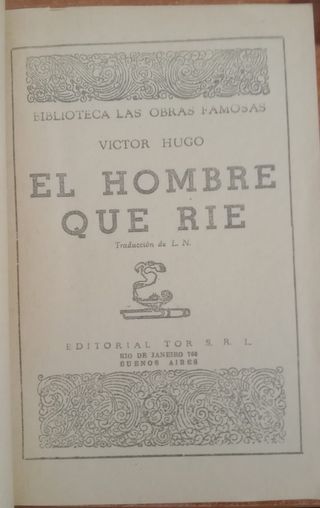 BIBLIOTECA LAS OBRAS FAMOSAS
VICTOR HUGO
EL HOMBRE
QUE RIE
Traducción de L. N.
EDITORIAL TOR S. R. L.
RIO DE JANEIRO 760
BUENOS AIRES